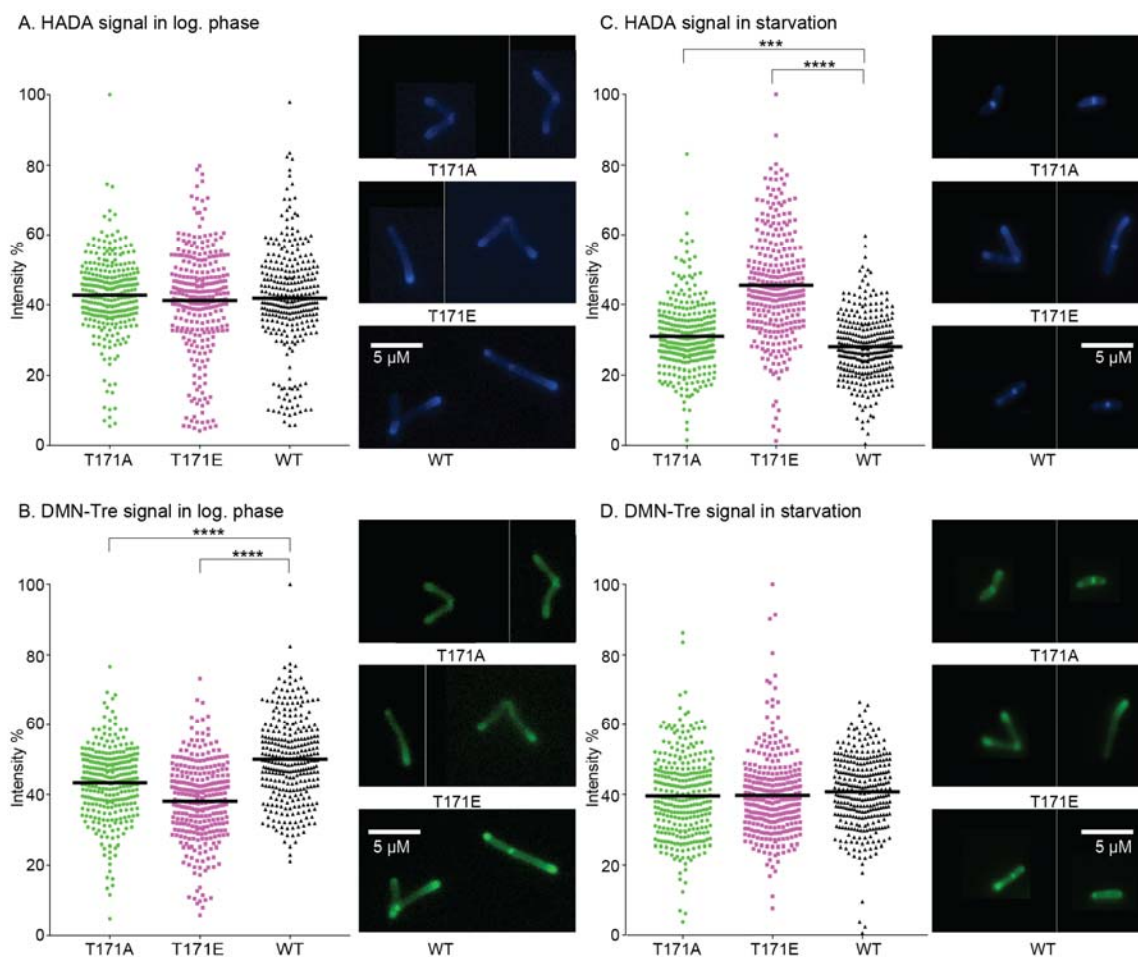 A. HADA signal in log. phase
Intensity %
100
80
60
40
20
0
T171A T171E WT
T171A
T171E
5 µM
WT
C. HADA signal in starvation
***
****
Intensity %
100
80
60
40
20
0
T171A T171E WT
T171A
T171E
5 µM
WT
B. DMN-Tre signal in log. phase
****
****
Intensity %
100
80
60
40
20
0
T171A T171E WT
T171A
T171E
5 µM
WT
D. DMN-Tre signal in starvation
Intensity %
100
80
60
40
20
0
T171A T171E WT
T171A
T171E
5 µM
WT